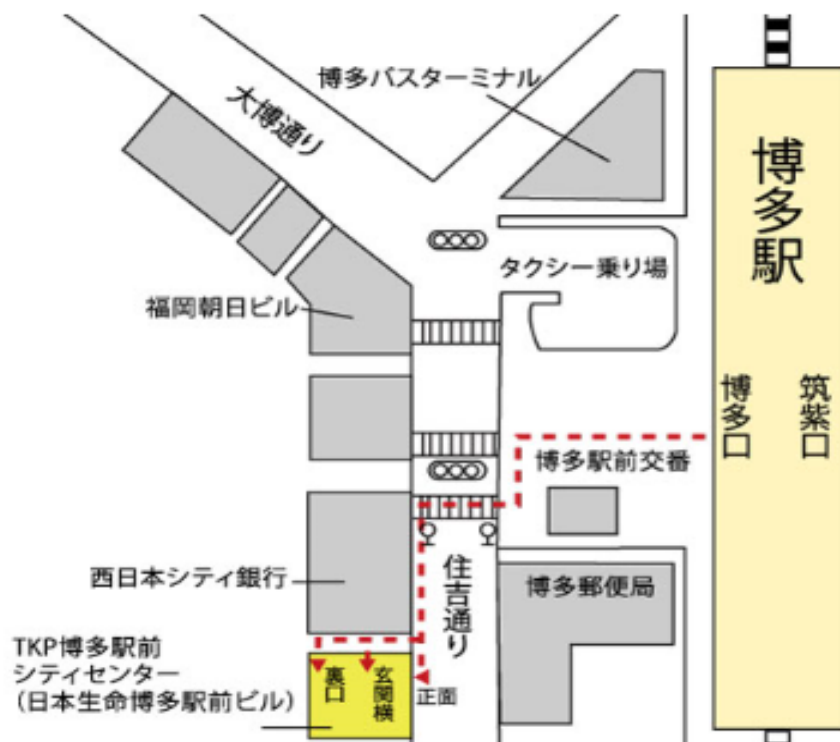 博多バスターミナル
大博通り
博多駅
タクシー乗り場
福岡朝日ビル
博多口
筑紫口
博多駅前交番
西日本シティ銀行
住吉通り
博多郵便局
TKP博多駅前
シティセンター
(日本生命博多駅前ビル)
裏口
玄関横
正面